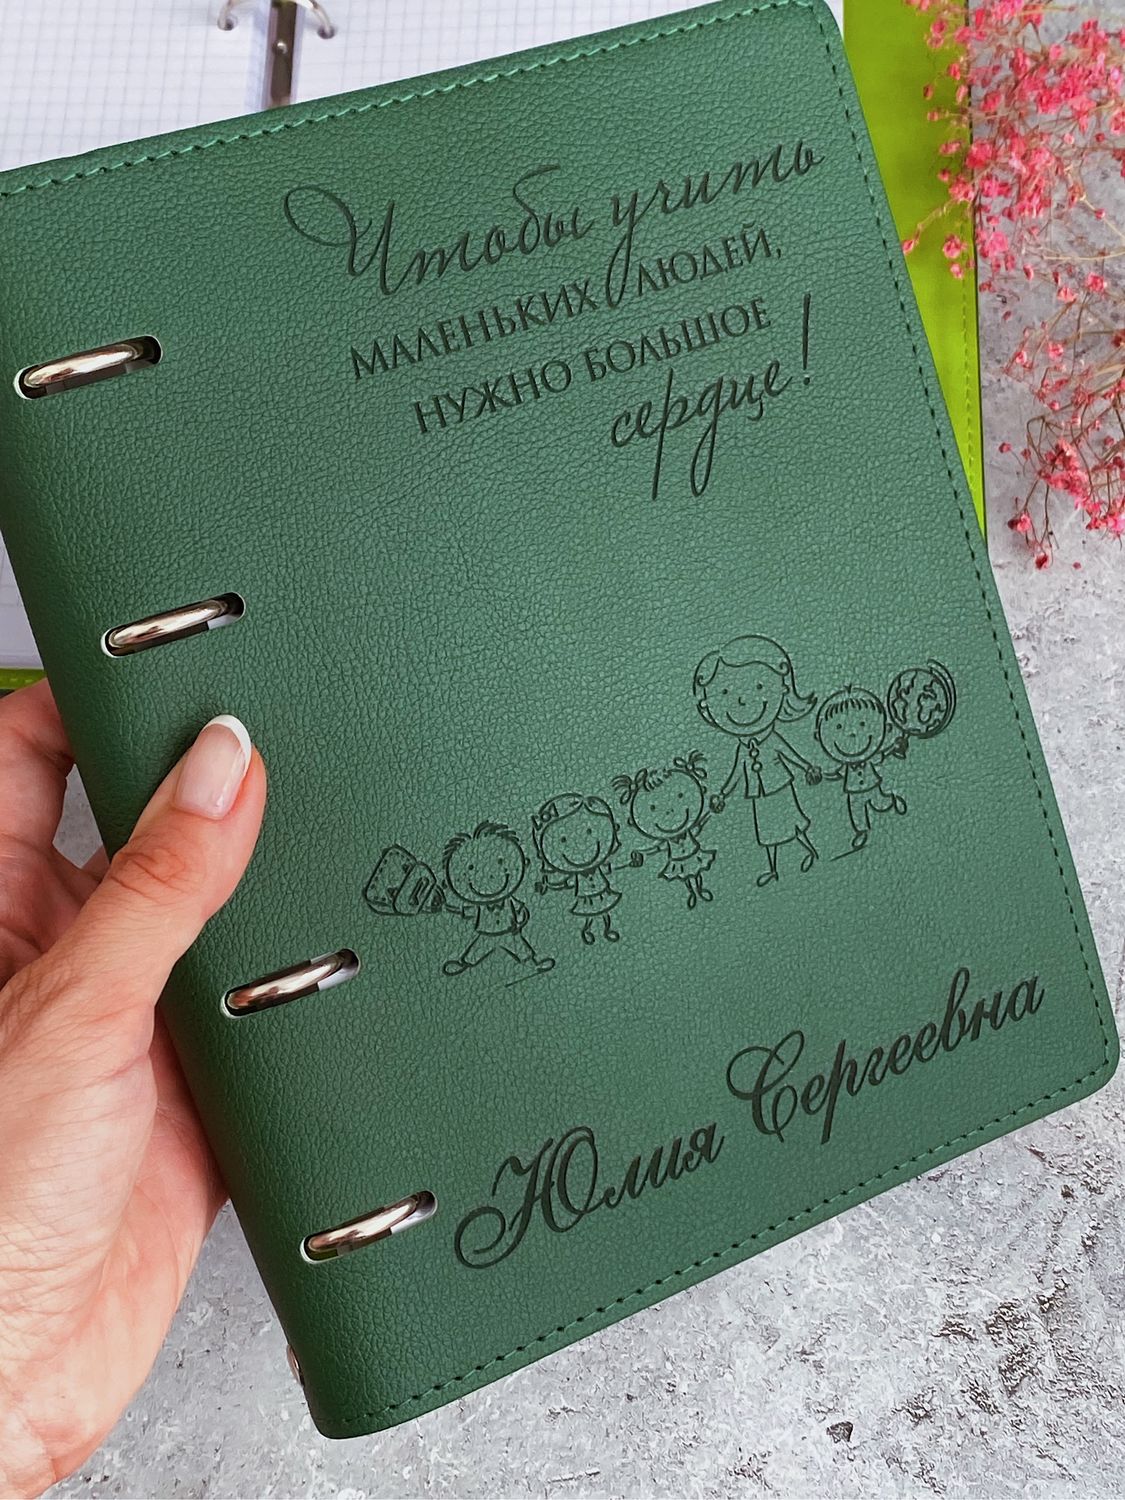 Чтобы учить
МАЛЕНЬКИХ ЛЮДЕЙ,
НУЖНО БОЛЬШОЕ
сердце!
Юлия Сергеевна